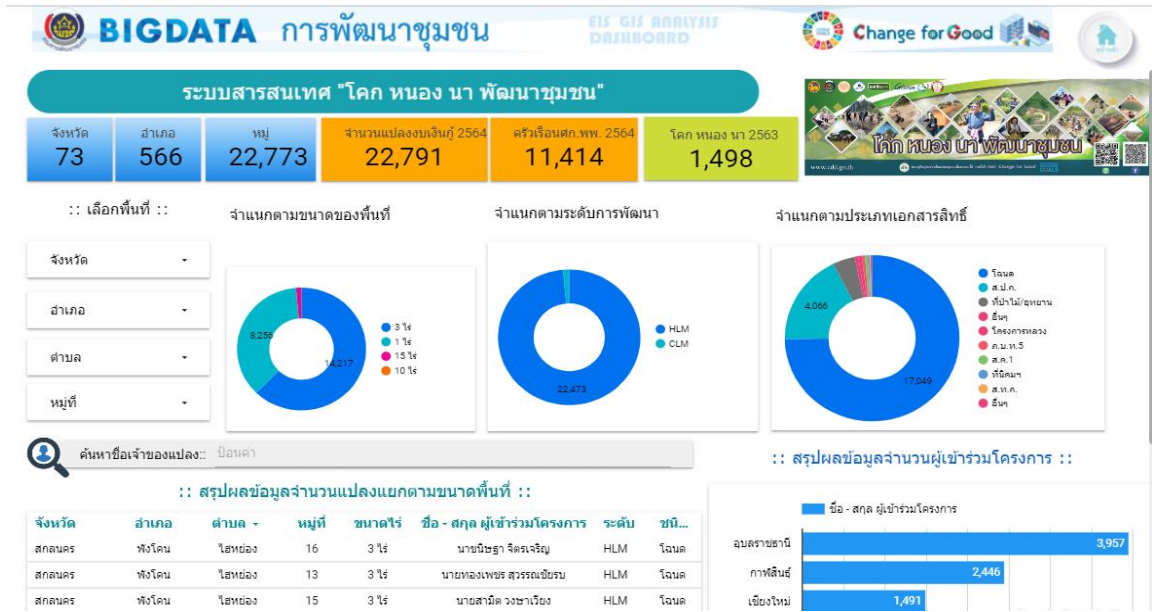 BIGDATA การพัฒนาชุมชน
EIS GIS ANALYSIS
DASHBOARD
Change for Good
ระบบสารสนเทศ "โคก หนอง นา พัฒนาชุมชน"
จังหวัด
73
อำเภอ
566
หมู่
22,773
จำนวนแปลงงบเงินกู้ 2564
22,791
ครัวเรือนศก.พพ. 2564
11,414
โคก หนอง นา 2563
1,498
โคก หนอง นา พัฒนาชุมชน
:: เลือกพื้นที่ ::
จังหวัด
อำเภอ
ตำบล
หมู่ที่
จำแนกตามขนาดของพื้นที่
8,256
14,217
3 ไร่
1 ไร่
15 ไร่
10 ไร่
จำแนกตามระดับการพัฒนา
22,473
HLM
CLM
จำแนกตามประเภทเอกสารสิทธิ์
4,066
17,049
โฉนด
ส.ป.ก.
ที่ป่าไม้/อุทยาน
อื่นๆ
โครงการหลวง
ภ.บ.ท.5
ส.ค.1
ที่นิคมฯ
ส.ท.ก.
อื่นๆ
ค้นหาชื่อเจ้าของแปลง:: ป้อนค่า
:: สรุปผลข้อมูลจำนวนแปลงแยกตามขนาดพื้นที่ ::
จังหวัด อำเภอ ตำบล หมู่ที่ ขนาดไร่ ชื่อ - สกุล ผู้เข้าร่วมโครงการ ระดับ ชนิ...
สกลนคร พังโคน ไฮหย่อง 16 3 ไร่ นายนิษฐา จิตรเจริญ HLM โฉนด
สกลนคร พังโคน ไฮหย่อง 13 3 ไร่ นายทองเพชร สุวรรณชัยรบ HLM โฉนด
สกลนคร พังโคน ไฮหย่อง 15 3 ไร่ นายสามิต วงษาเวียง HLM โฉนด
:: สรุปผลข้อมูลจำนวนผู้เข้าร่วมโครงการ ::
ชื่อ - สกุล ผู้เข้าร่วมโครงการ
อุบลราชธานี 3,957
กาฬสินธุ์ 2,446
เชียงใหม่ 1,491